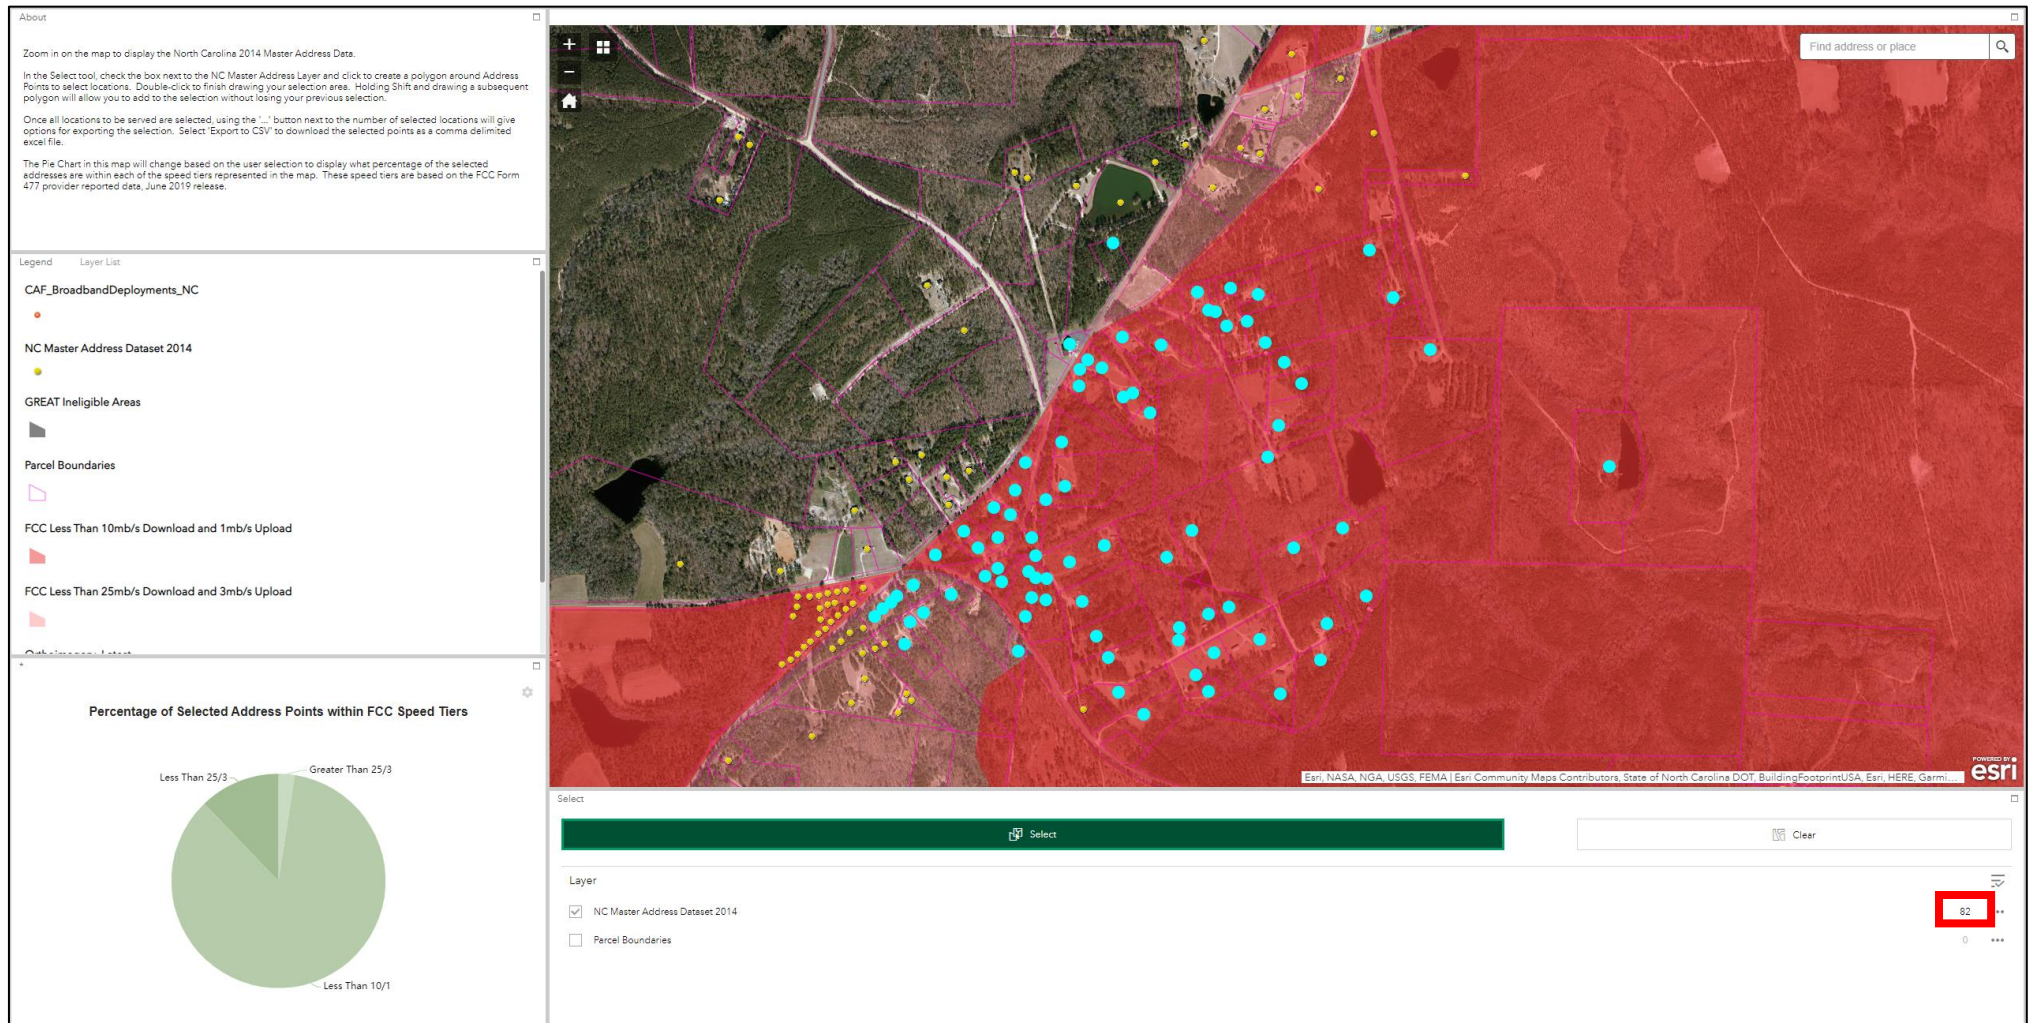 About
Zoom in on the map to display the North Carolina 2014 Master Address Data.
In the Select tool, check the box next to the NC Master Address Layer and click to create a polygon around Address
Points to select locations. Double-click to finish drawing your selection area. Holding Shift and drawing a subsequent
polygon will allow you to add to the selection without losing your previous selection.
Once all locations to be served are selected, using the '...' button next to the number of selected locations will give
options for exporting the selection. Select 'Export to CSV' to download the selected points as a comma delimited
excel file.
The Pie Chart in this map will change based on the user selection to display what percentage of the selected
addresses are within each of the speed tiers represented in the map. These speed tiers are based on the FCC Form
477 provider reported data, June 2019 release.
Legend Layer List
CAF_BroadbandDeployments_NC
NC Master Address Dataset 2014
GREAT Ineligible Areas
Parcel Boundaries
FCC Less Than 10mb/s Download and 1mb/s Upload
FCC Less Than 25mb/s Download and 3mb/s Upload
Percentage of Selected Address Points within FCC Speed Tiers
Less Than 25/3
Greater Than 25/3
Less Than 10/1
+
−
Find address or place
Esri, NASA, NGA, USGS, FEMA | Esri Community Maps Contributors, State of North Carolina DOT, BuildingFootprintUSA, Esri, HERE, Garmi...
POWERED BY
esri
Select
Select
Clear
Layer
NC Master Address Dataset 2014 82
Parcel Boundaries 0 •••